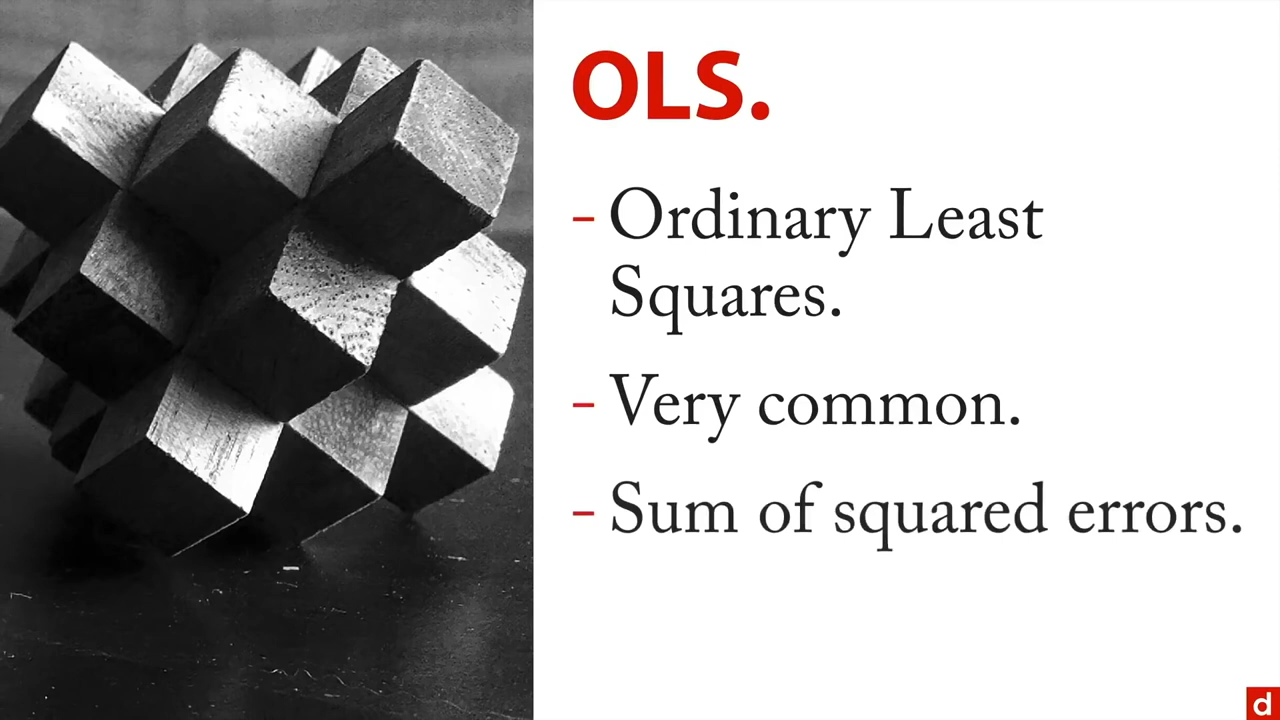 OLS.
- Ordinary Least
Squares.
- Very common.
- Sum of squared errors.
d